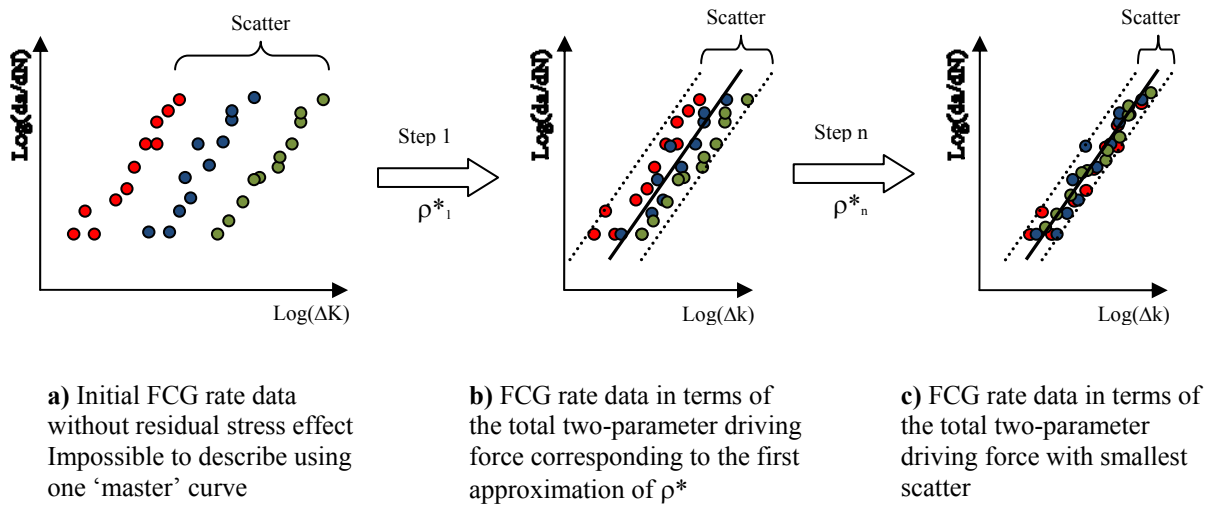 Scatter
Log(da/dN)
Log(ΔK)
Step 1
ρ*₁
Scatter
Log(da/dN)
Log(Δk)
Step n
ρ*ₙ
Scatter
Log(da/dN)
Log(Δk)
a) Initial FCG rate data
without residual stress effect
Impossible to describe using
one ‘master’ curve
b) FCG rate data in terms of
the total two-parameter driving
force corresponding to the first
approximation of ρ*
c) FCG rate data in terms of
the total two-parameter
driving force with smallest
scatter